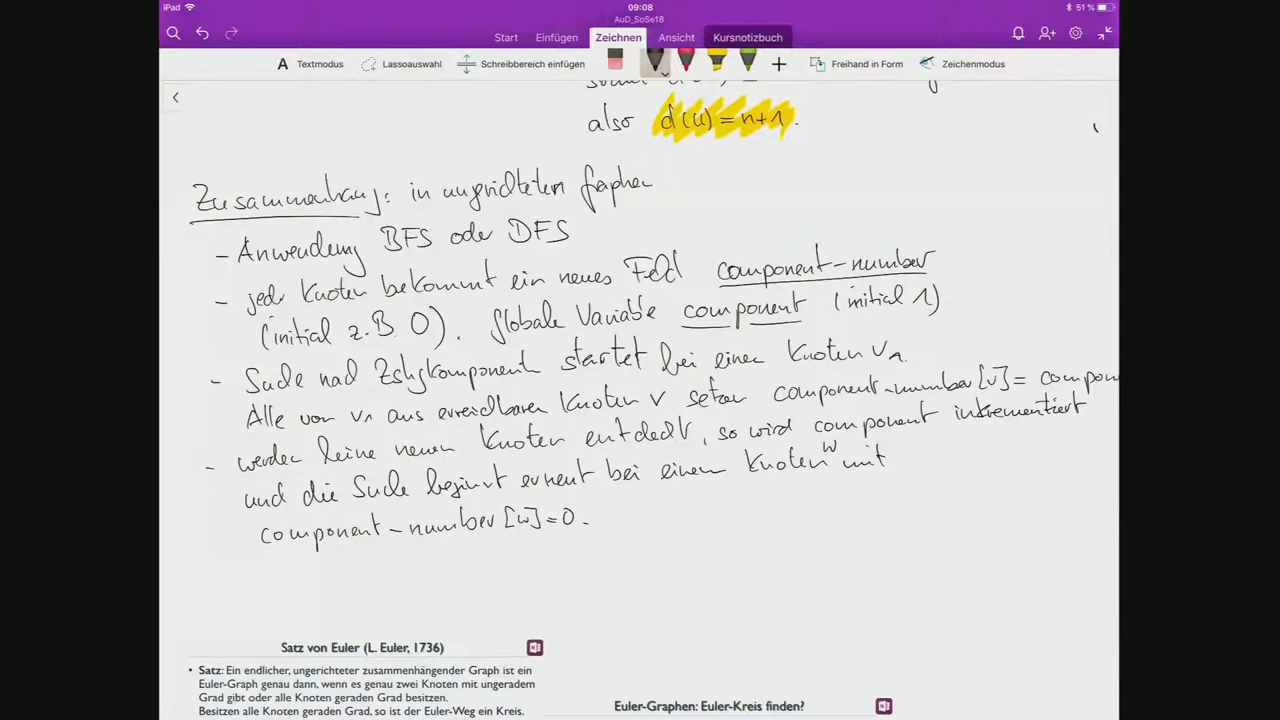 iPad
09:08
51 %
AuD_SoSe18
Start Einfügen Zeichnen Ansicht Kursnotizbuch
Textmodus Lassoauswahl Schreibbereich einfügen Freihand in Form Zeichenmodus
also d(u) = n+1.
Zusammenhang: in ungerichteten Graphen
- Anwendung BFS oder DFS
- jeder Knoten bekommt ein neues Feld component-number
(initial z.B. 0). Globale Variable component (initial 1)
- Suche nach Zshgkomponenten startet bei einen Knoten v1.
Alle von v1 aus erreichbaren Knoten v setzen component-number[v] = compon
- werden keine neuen Knoten entdeckt, so wird component inkrementiert
und die Suche beginnt erneut bei einem Knoten w mit
component-number[w]=0.
Satz von Euler (L. Euler, 1736)
• Satz: Ein endlicher, ungerichteter zusammenhängender Graph ist ein
Euler-Graph genau dann, wenn es genau zwei Knoten mit ungeradem
Grad gibt oder alle Knoten geraden Grad besitzen.
Besitzen alle Knoten geraden Grad, so ist der Euler-Weg ein Kreis.
Euler-Graphen: Euler-Kreis finden?